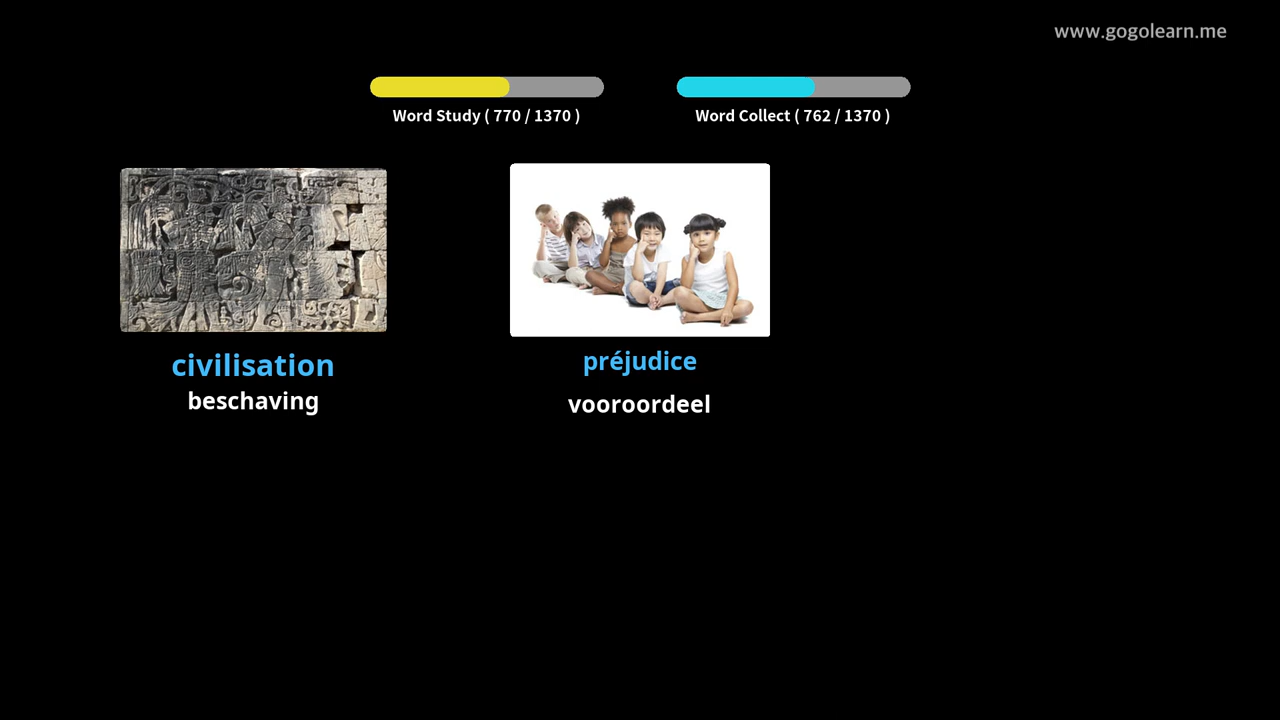 www.gogolearn.me
Word Study ( 770 / 1370 )
Word Collect ( 762 / 1370 )
civilisation
beschaving
préjudice
vooroordeel